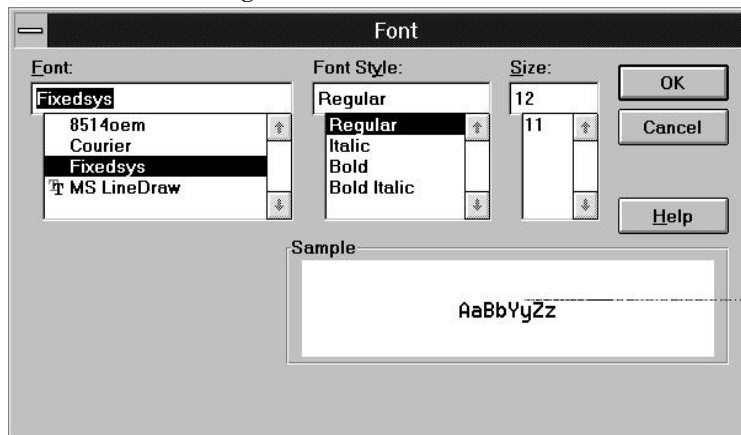 Font
Font: Font Style: Size:
Fixedsys Regular 12 OK
8514oem Regular 11 Cancel
Courier Italic
Fixedsys Bold
MS LineDraw Bold Italic
Help
Sample
AaBbYyZz